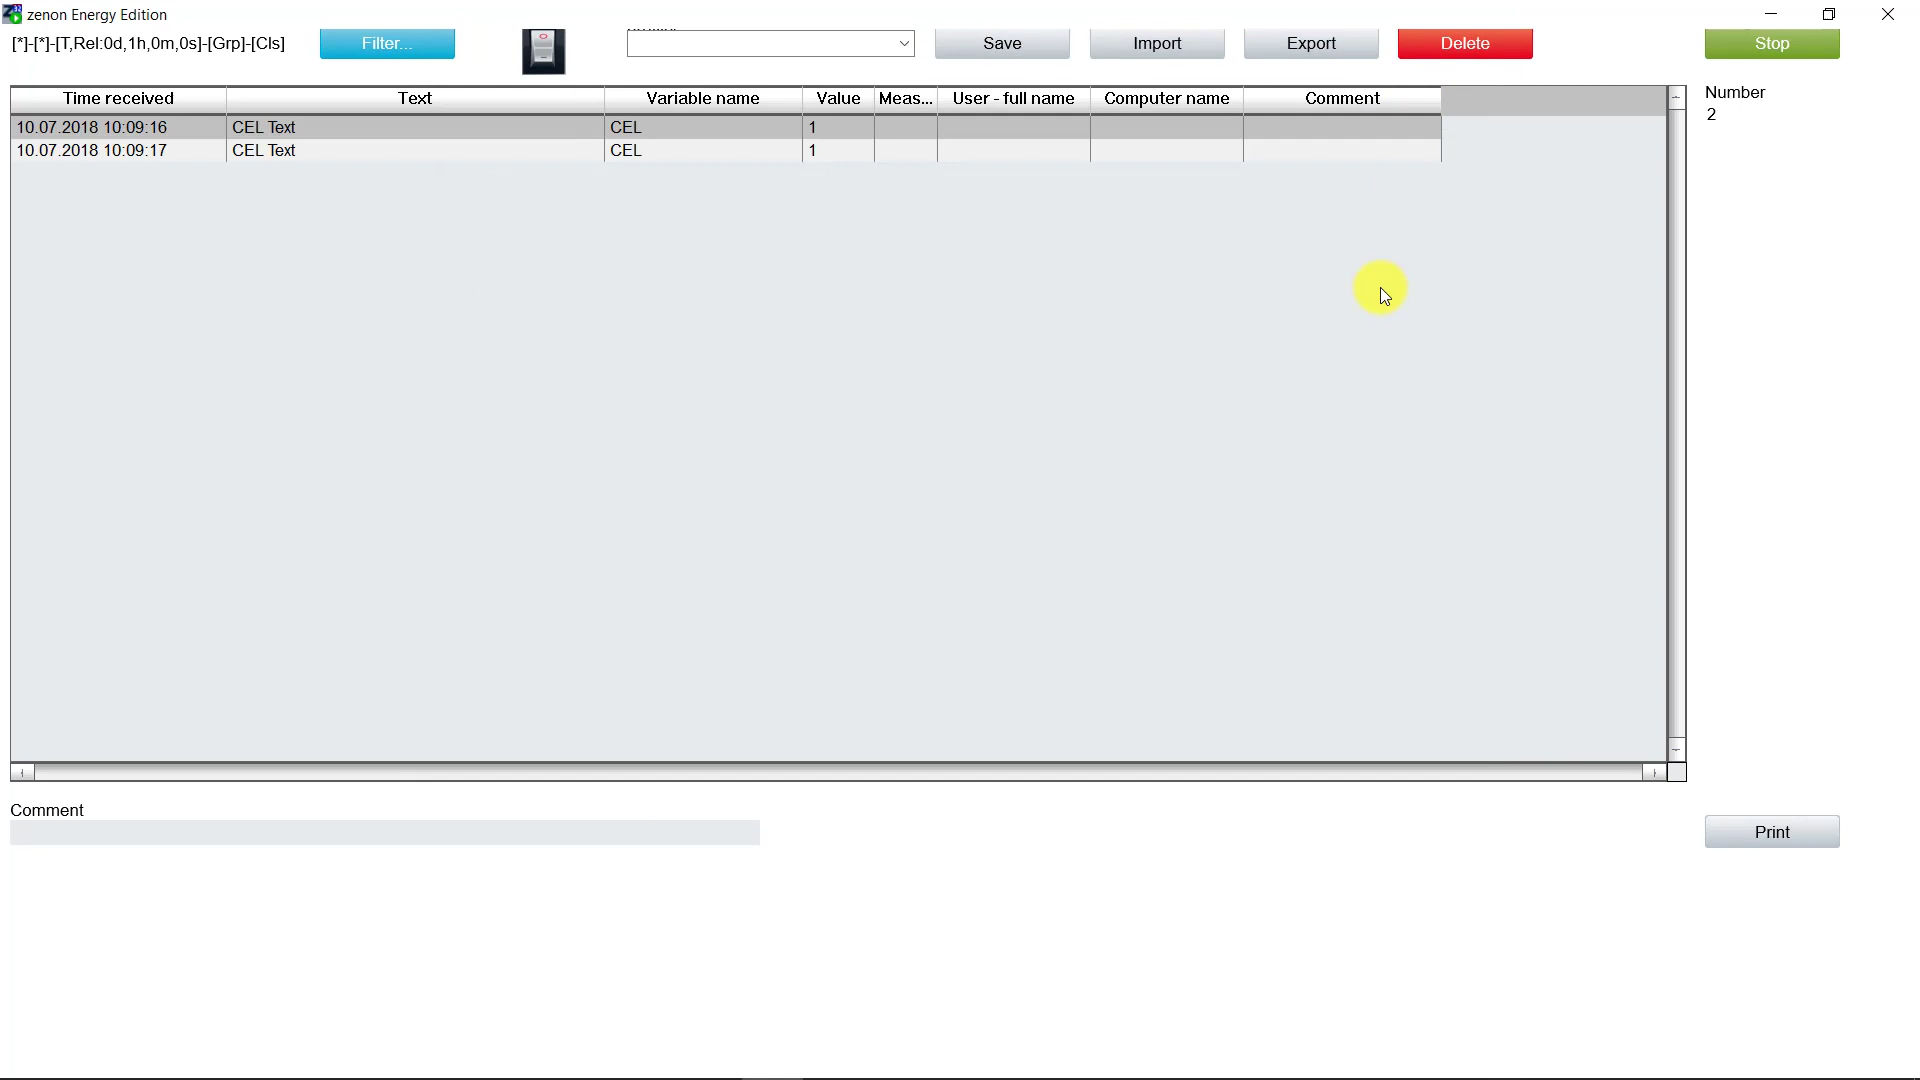 zenon Energy Edition
[*]-[*]-[T,Rel:0d,1h,0m,0s]-[Grp]-[Cls] Filter... Save Import Export Delete Stop
Time received Text Variable name Value Meas... User - full name Computer name Comment
10.07.2018 10:09:16 CEL Text CEL 1
10.07.2018 10:09:17 CEL Text CEL 1
Number
2
Comment
Print